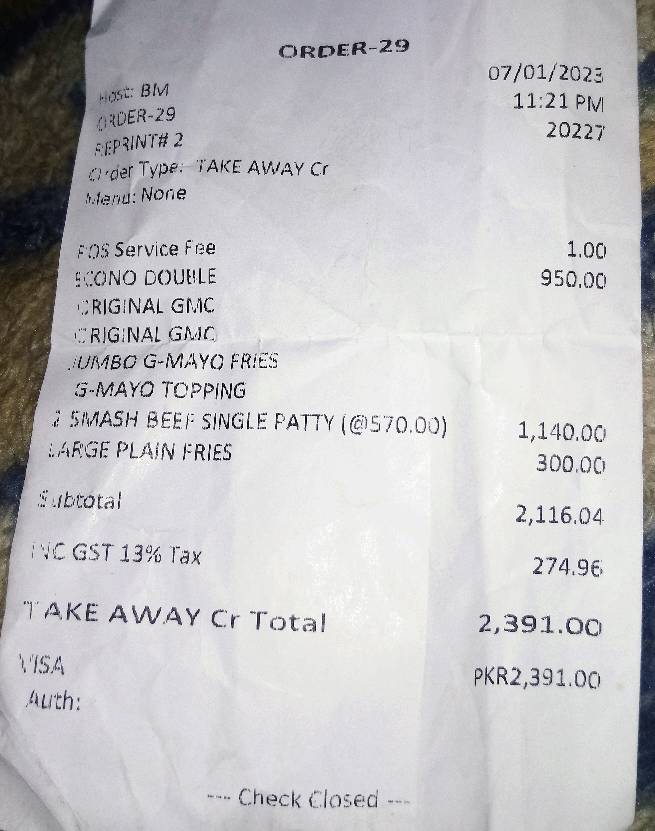 ORDER-29
07/01/2023
Host: BM
11:21 PM
ORDER-29
20227
REPRINT# 2
Order Type: TAKE AWAY Cr
Menu: None
POS Service Fee 1.00
ECONO DOUBLE 950.00
ORIGINAL GMC
ORIGINAL GMC
JUMBO G-MAYO FRIES
G-MAYO TOPPING
2 SMASH BEEF SINGLE PATTY (@570.00) 1,140.00
LARGE PLAIN FRIES 300.00
Subtotal 2,116.04
INC GST 13% Tax 274.96
TAKE AWAY Cr Total 2,391.00
VISA PKR2,391.00
Auth:
--- Check Closed ---